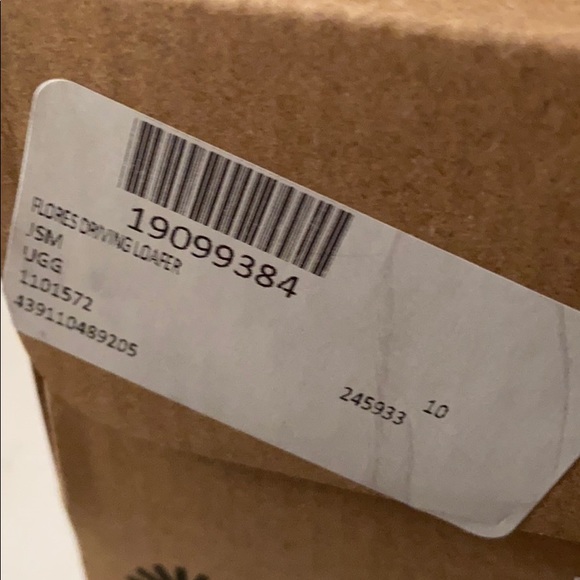 19099384
FLORES DRIVING LOAFER
JSM
UGG
1101572
439110489205
245933 10